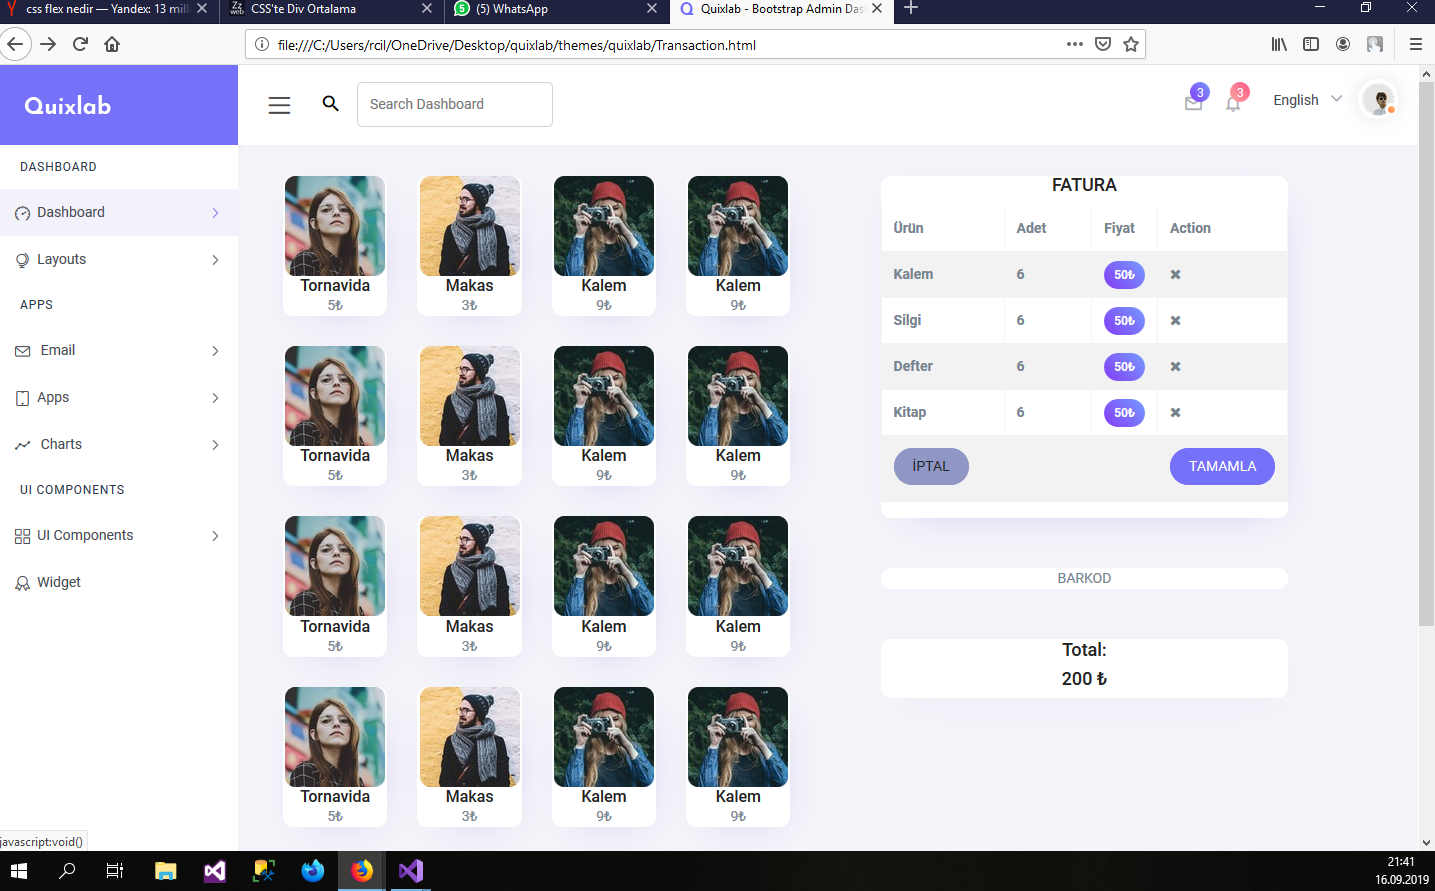 css flex nedir — Yandex: 13 mil
CSS'te Div Ortalama
(5) WhatsApp
Quixlab - Bootstrap Admin Das
file:///C:/Users/rcil/OneDrive/Desktop/quixlab/themes/quixlab/Transaction.html
Quixlab
Search Dashboard
3
3
English
DASHBOARD
Dashboard
Layouts
APPS
Email
Apps
Charts
UI COMPONENTS
UI Components
Widget
Tornavida Makas Kalem Kalem
5₺ 3₺ 9₺ 9₺
Tornavida Makas Kalem Kalem
5₺ 3₺ 9₺ 9₺
Tornavida Makas Kalem Kalem
5₺ 3₺ 9₺ 9₺
Tornavida Makas Kalem Kalem
5₺ 3₺ 9₺ 9₺
FATURA
Ürün Adet Fiyat Action
Kalem 6 50₺
Silgi 6 50₺
Defter 6 50₺
Kitap 6 50₺
İPTAL TAMAMLA
BARKOD
Total:
200 ₺
javascript:void()
21:41
16.09.2019